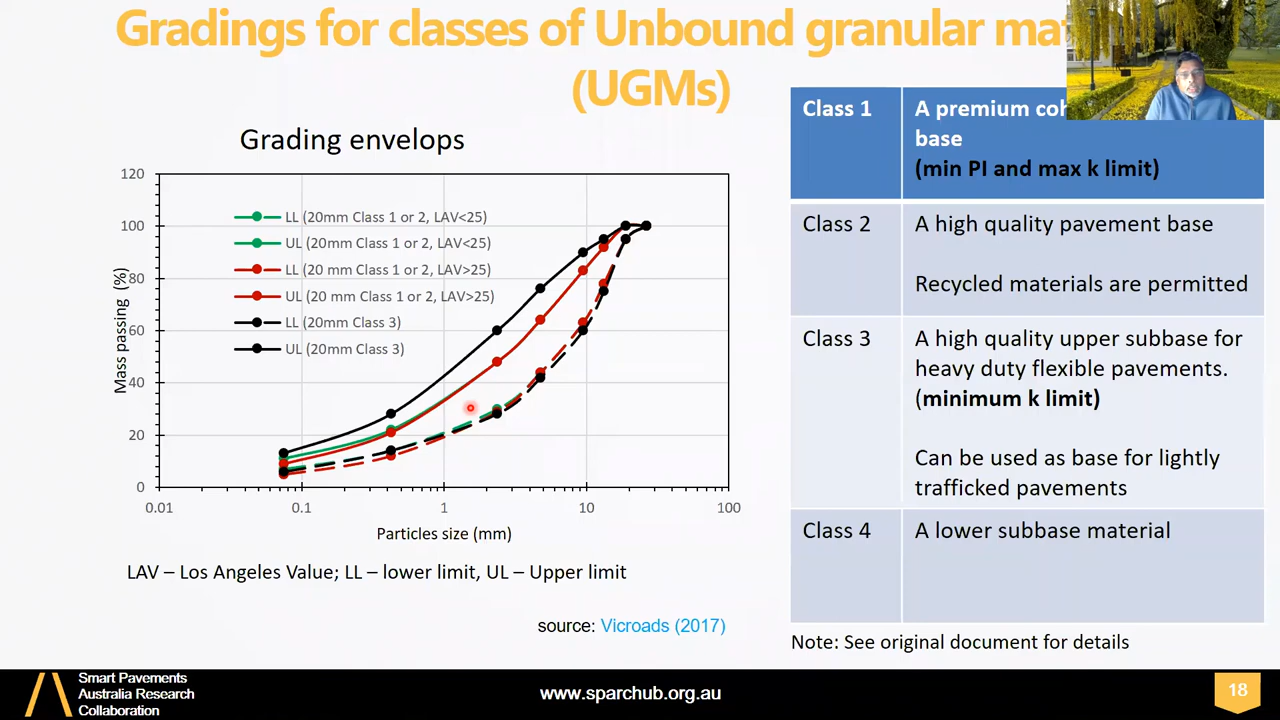 Gradings for classes of Unbound granular
(UGMs)
Grading envelops
120
100
80
60
40
20
0
Mass passing (%)
LL (20mm Class 1 or 2, LAV<25)
UL (20mm Class 1 or 2, LAV<25)
LL (20 mm Class 1 or 2, LAV>25)
UL (20 mm Class 1 or 2, LAV>25)
LL (20mm Class 3)
UL (20mm Class 3)
0.01 0.1 1 10 100
Particles size (mm)
LAV – Los Angeles Value; LL – lower limit, UL – Upper limit
source: Vicroads (2017)
Class 1
A premium
base
(min PI and max k limit)
Class 2
A high quality pavement base
Recycled materials are permitted
Class 3
A high quality upper subbase for
heavy duty flexible pavements.
(minimum k limit)
Can be used as base for lightly
trafficked pavements
Class 4
A lower subbase material
Note: See original document for details
Smart Pavements
Australia Research
Collaboration
www.sparchub.org.au
18